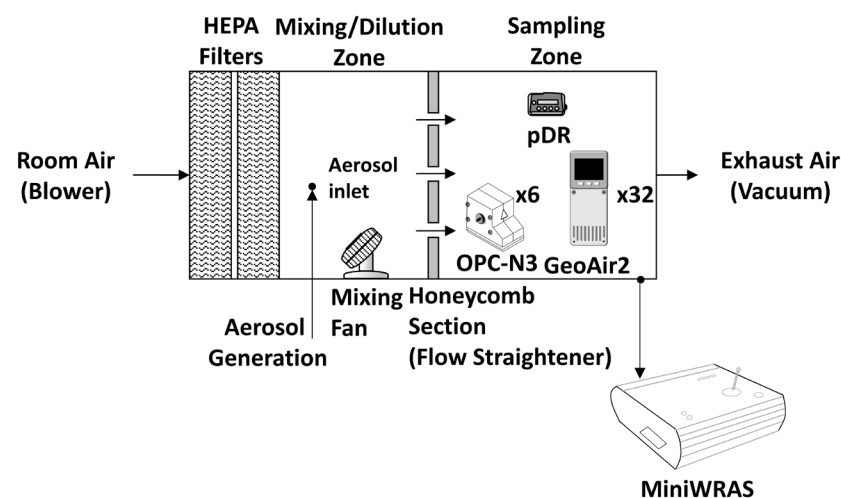 HEPA
Filters
Mixing/Dilution
Zone
Sampling
Zone
Room Air
(Blower)
Aerosol
inlet
pDR
x6
x32
OPC-N3
GeoAir2
Exhaust Air
(Vacuum)
Mixing
Fan
Honeycomb
Section
(Flow Straightener)
Aerosol
Generation
MiniWRAS